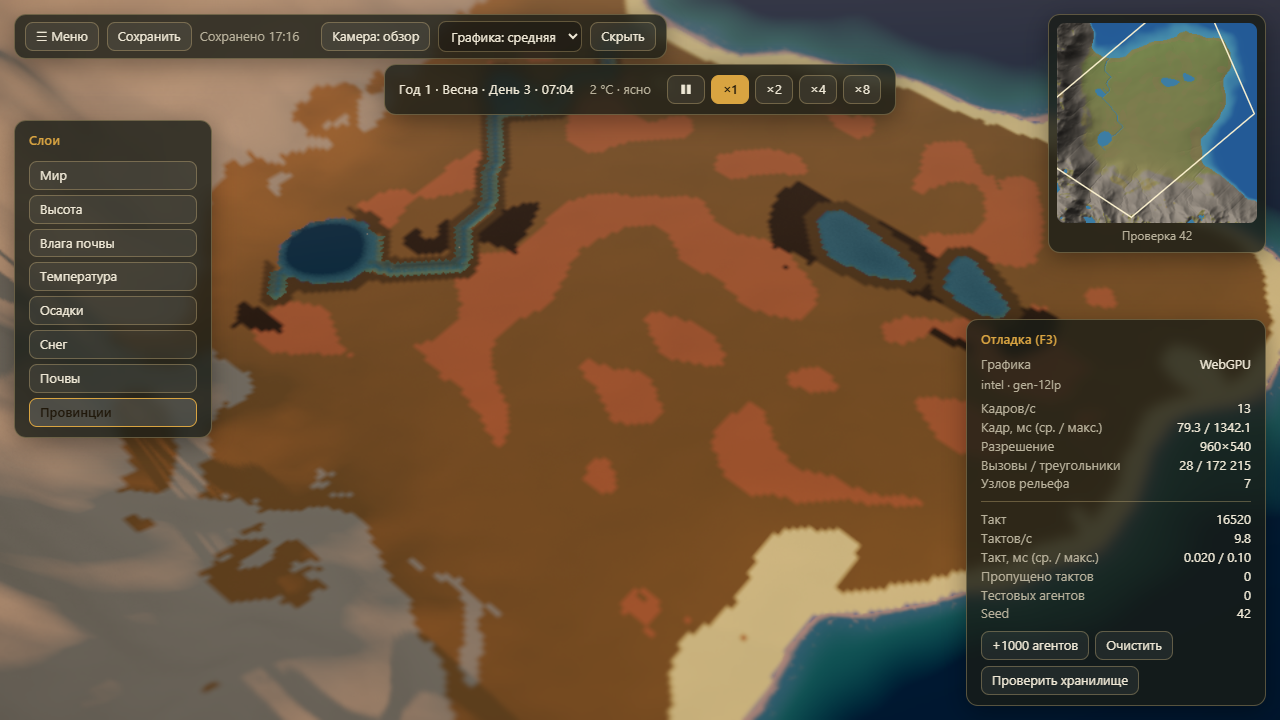 ☰ Меню Сохранить Сохранено 17:16 Камера: обзор Графика: средняя Скрыть
Год 1 · Весна · День 3 · 07:04 2 °C · ясно ×1 ×2 ×4 ×8
Слои
Мир
Высота
Влага почвы
Температура
Осадки
Снег
Почвы
Провинции
Проверка 42
Отладка (F3)
Графика WebGPU
intel · gen-12lp
Кадров/с 13
Кадр, мс (ср. / макс.) 79.3 / 1342.1
Разрешение 960×540
Вызовы / треугольники 28 / 172 215
Узлов рельефа 7
Такт 16520
Тактов/с 9.8
Такт, мс (ср. / макс.) 0.020 / 0.10
Пропущено тактов 0
Тестовых агентов 0
Seed 42
+1000 агентов Очистить
Проверить хранилище